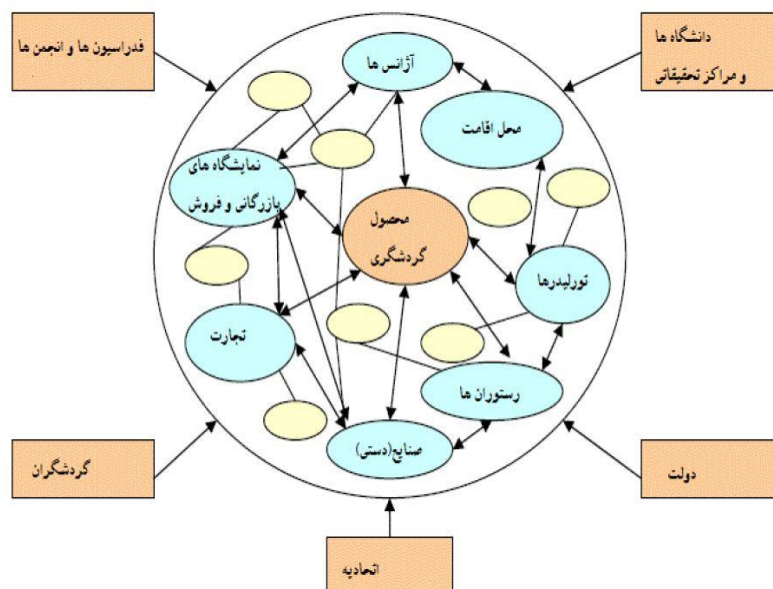 فدراسیون ها و انجمن ها
دانشگاه ها
و مراکز تحقیقاتی
آژانس ها
محل اقامت
نمایشگاه های
بازرگانی و فروش
محصول
گردشگری
تورلیدرها
تجارت
رستوران ها
صنایع(دستی)
گردشگران
دولت
اتحادیه